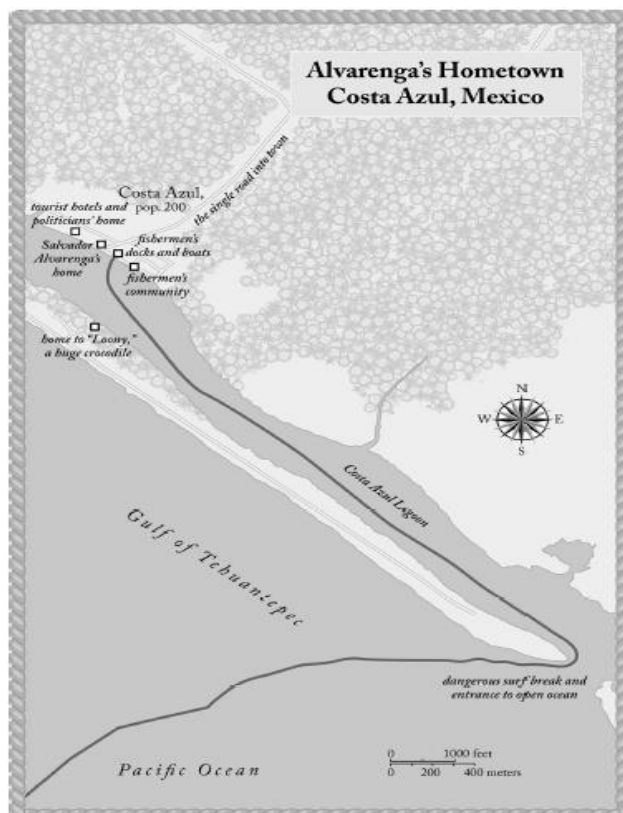 Alvarenga's Hometown
Costa Azul, Mexico
the single road into town
Costa Azul,
pop. 200
tourist hotels and
politicians' home
Salvador
Alvarenga's
home
fishermen's
docks and boats
fishermen's
community
home to "Loony,"
a huge crocodile
N
W
E
S
Costa Azul Lagoon
Gulf of Tehuantepec
dangerous surf break and
entrance to open ocean
0 1000 feet
0 200 400 meters
Pacific Ocean